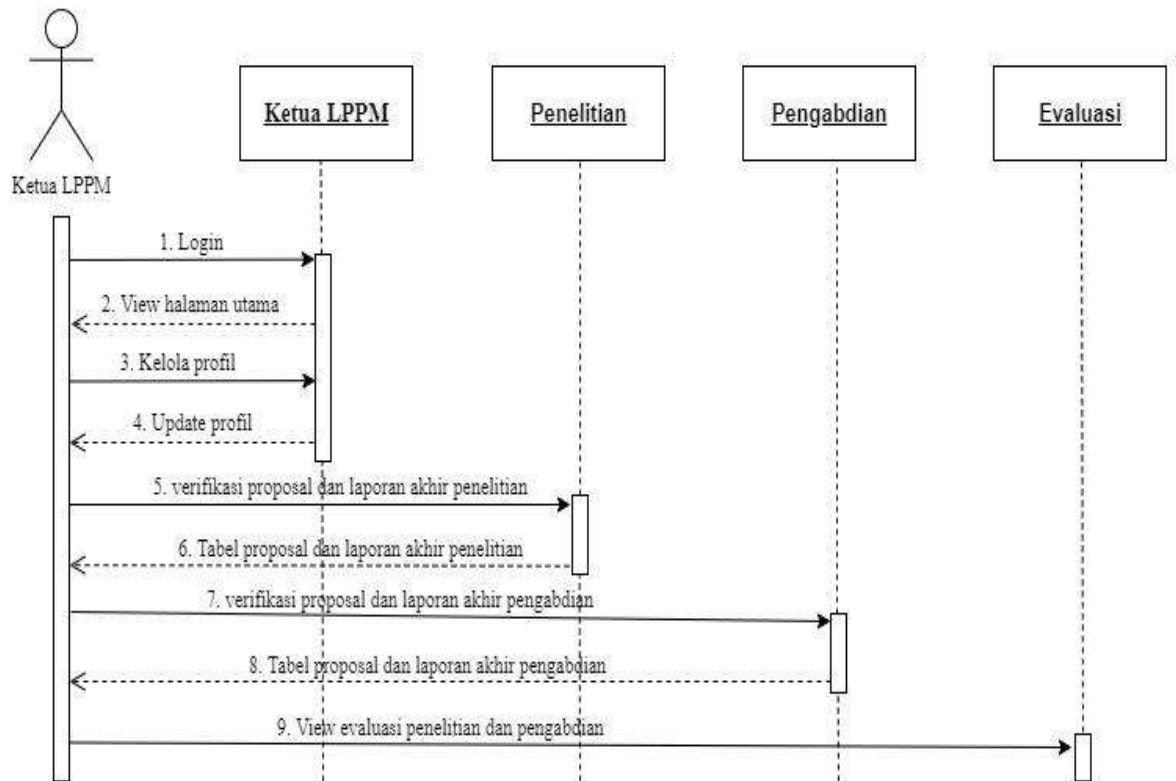 Ketua LPPM
Penelitian
Pengabdian
Evaluasi
Ketua LPPM
1. Login
2. View halaman utama
3. Kelola profil
4. Update profil
5. verifikasi proposal dan laporan akhir penelitian
6. Tabel proposal dan laporan akhir penelitian
7. verifikasi proposal dan laporan akhir pengabdian
8. Tabel proposal dan laporan akhir pengabdian
9. View evaluasi penelitian dan pengabdian